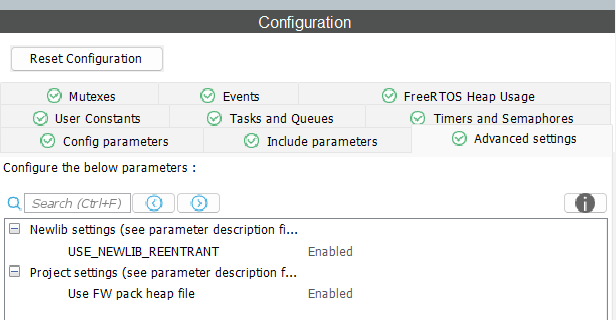 Configuration
Reset Configuration
Mutexes Events FreeRTOS Heap Usage
User Constants Tasks and Queues Timers and Semaphores
Config parameters Include parameters Advanced settings
Configure the below parameters :
Search (Ctrl+F)
Newlib settings (see parameter description fi...
USE_NEWLIB_REENTRANT Enabled
Project settings (see parameter description f...
Use FW pack heap file Enabled